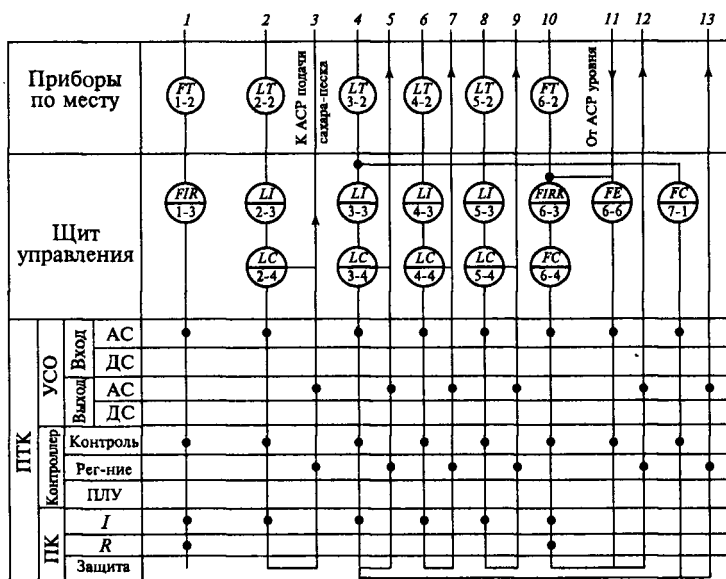 1 2 3 4 5 6 7 8 9 10 11 12 13
Приборы
по месту
FT
1-2
LT
2-2
К АСР подачи
сахара-песка
LT
3-2
LT
4-2
LT
5-2
FT
6-2
От АСР уровня
Щит
управления
FIR
1-3
LI
2-3
LI
3-3
LI
4-3
LI
5-3
FIRK
6-3
FE
6-6
FC
7-1
LC
2-4
LC
3-4
LC
4-4
LC
5-4
FC
6-4
ПТК
УСО
Вход
АС
ДС
Выход
АС
ДС
Контроллер
Контроль
Рег-ние
ПЛУ
ПК
I
R
Защита